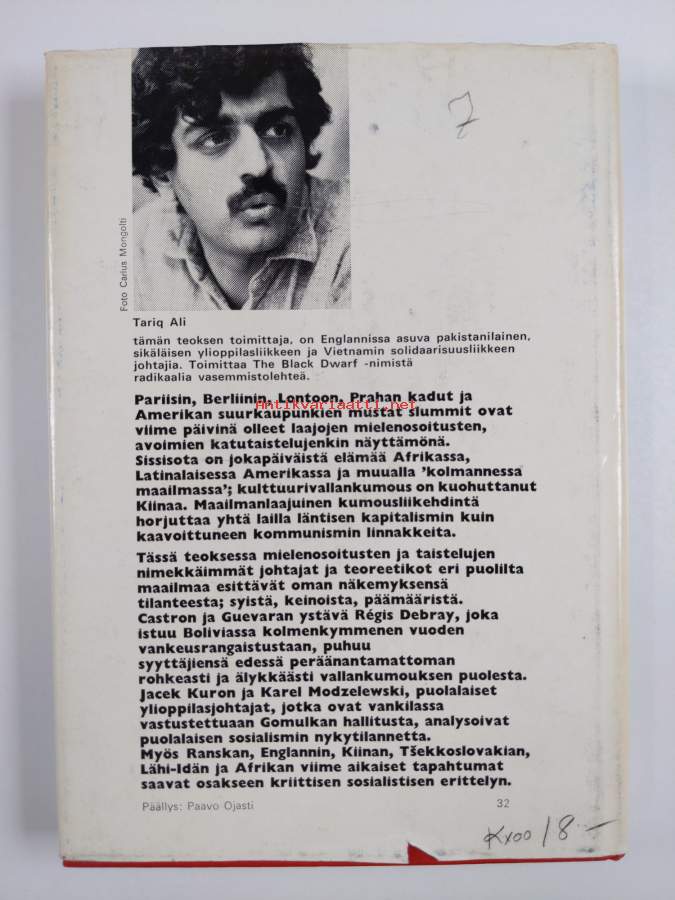 7
Foto Carius Mongolti
Tariq Ali
tämän teoksen toimittaja, on Englannissa asuva pakistanilainen,
sikäläisen ylioppilasliikkeen ja Vietnamin solidaarisuusliikkeen
johtajia. Toimittaa The Black Dwarf -nimistä
radikaalia vasemmistolehteä.
Pariisin, Berliinin, Lontoon, Prahan kadut ja
Amerikan suurkaupunkien mustat slummit ovat
viime päivinä olleet laajojen mielenosoitusten,
avoimien katutaistelujenkin näyttämönä.
Sissisota on jokapäiväistä elämää Afrikassa,
Latinalaisessa Amerikassa ja muualla 'kolmannessa
maailmassa'; kulttuurivallankumous on kuohuttanut
Kiinaa. Maailmanlaajuinen kumousliikehdintä
horjuttaa yhtä lailla läntisen kapitalismin kuin
kaavoittuneen kommunismin linnakkeita.
Tässä teoksessa mielenosoitusten ja taistelujen
nimekkäimmät johtajat ja teoreetikot eri puolilta
maailmaa esittävät oman näkemyksensä
tilanteesta; syistä, keinoista, päämääristä.
Castron ja Guevaran ystävä Régis Debray, joka
istuu Boliviassa kolmenkymmenen vuoden
vankeusrangaistustaan, puhuu
syyttäjiensä edessä peräänantamattoman
rohkeasti ja älykkäästi vallankumouksen puolesta.
Jacek Kuron ja Karel Modzelewski, puolalaiset
ylioppilasjohtajat, jotka ovat vankilassa
vastustettuaan Gomulkan hallitusta, analysoivat
puolalaisen sosialismin nykytilannetta.
Myös Ranskan, Englannin, Kiinan, Tšekkoslovakian,
Lähi-Idän ja Afrikan viime aikaiset tapahtumat
saavat osakseen kriittisen sosialistisen erittelyn.
Päällys: Paavo Ojasti 32
18.-
Antikvariaatti.net